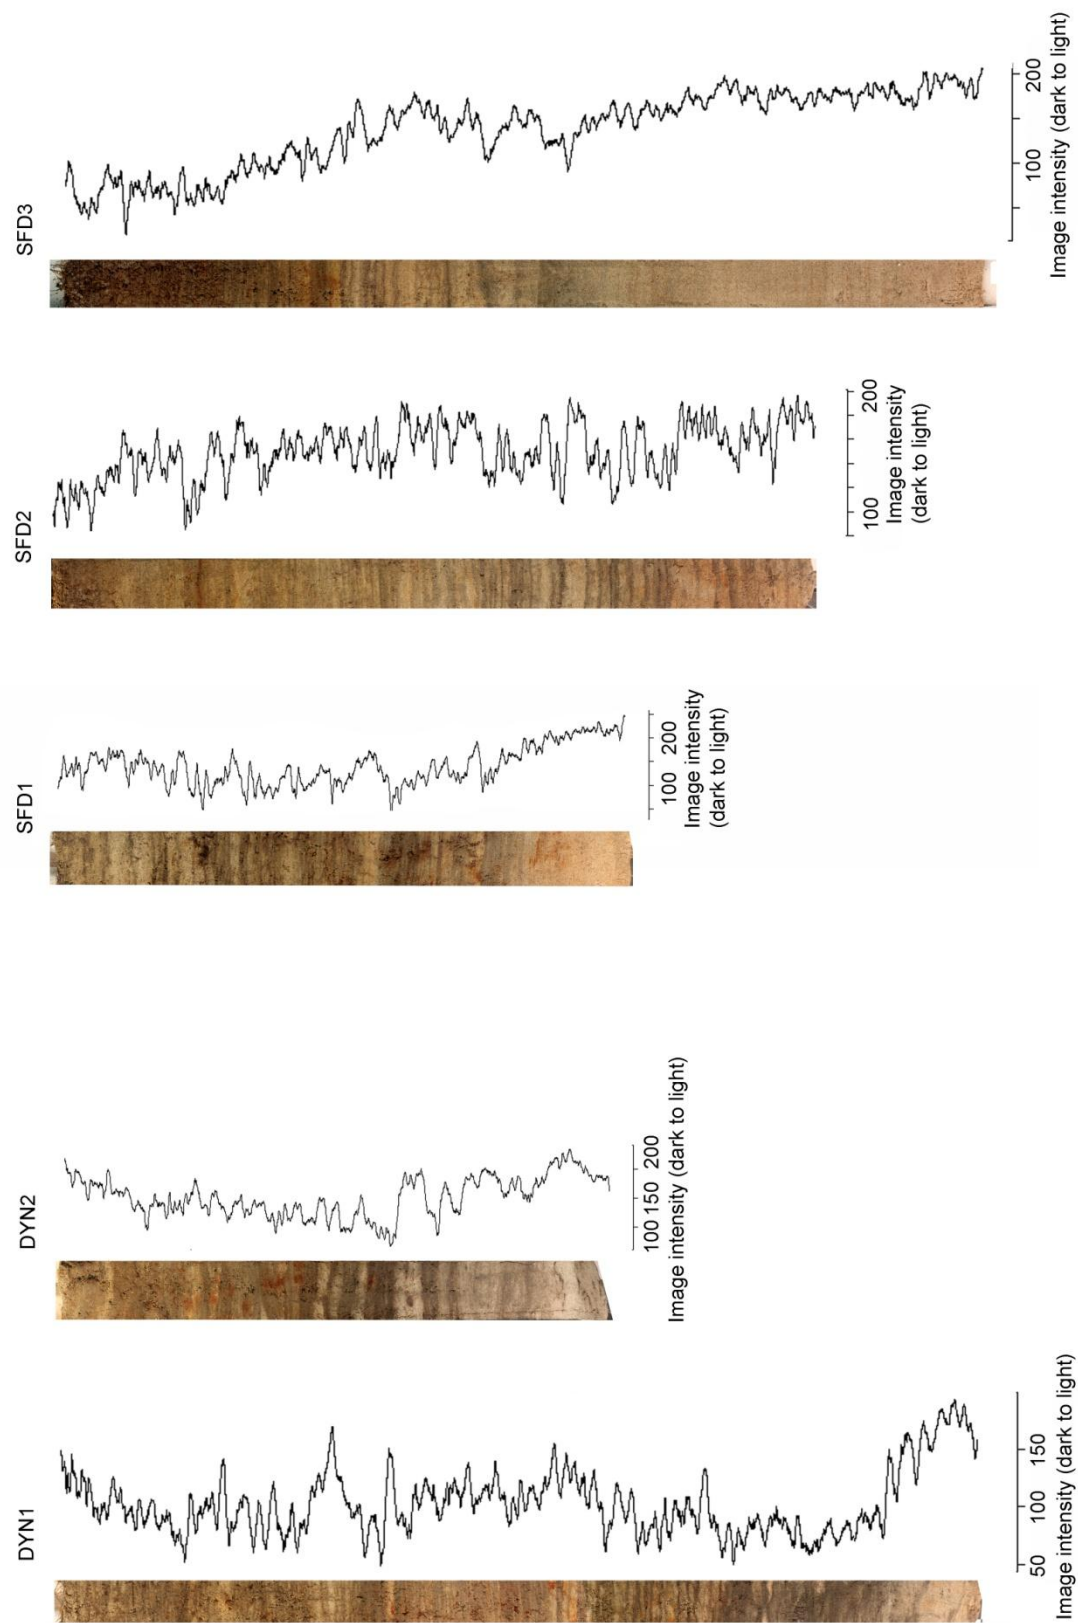 SFD3
200
100
Image intensity (dark to light)
SFD2
200
100
Image intensity
(dark to light)
SFD1
200
100
Image intensity
(dark to light)
DYN2
200
150
100
Image intensity (dark to light)
DYN1
150
100
50
Image intensity (dark to light)